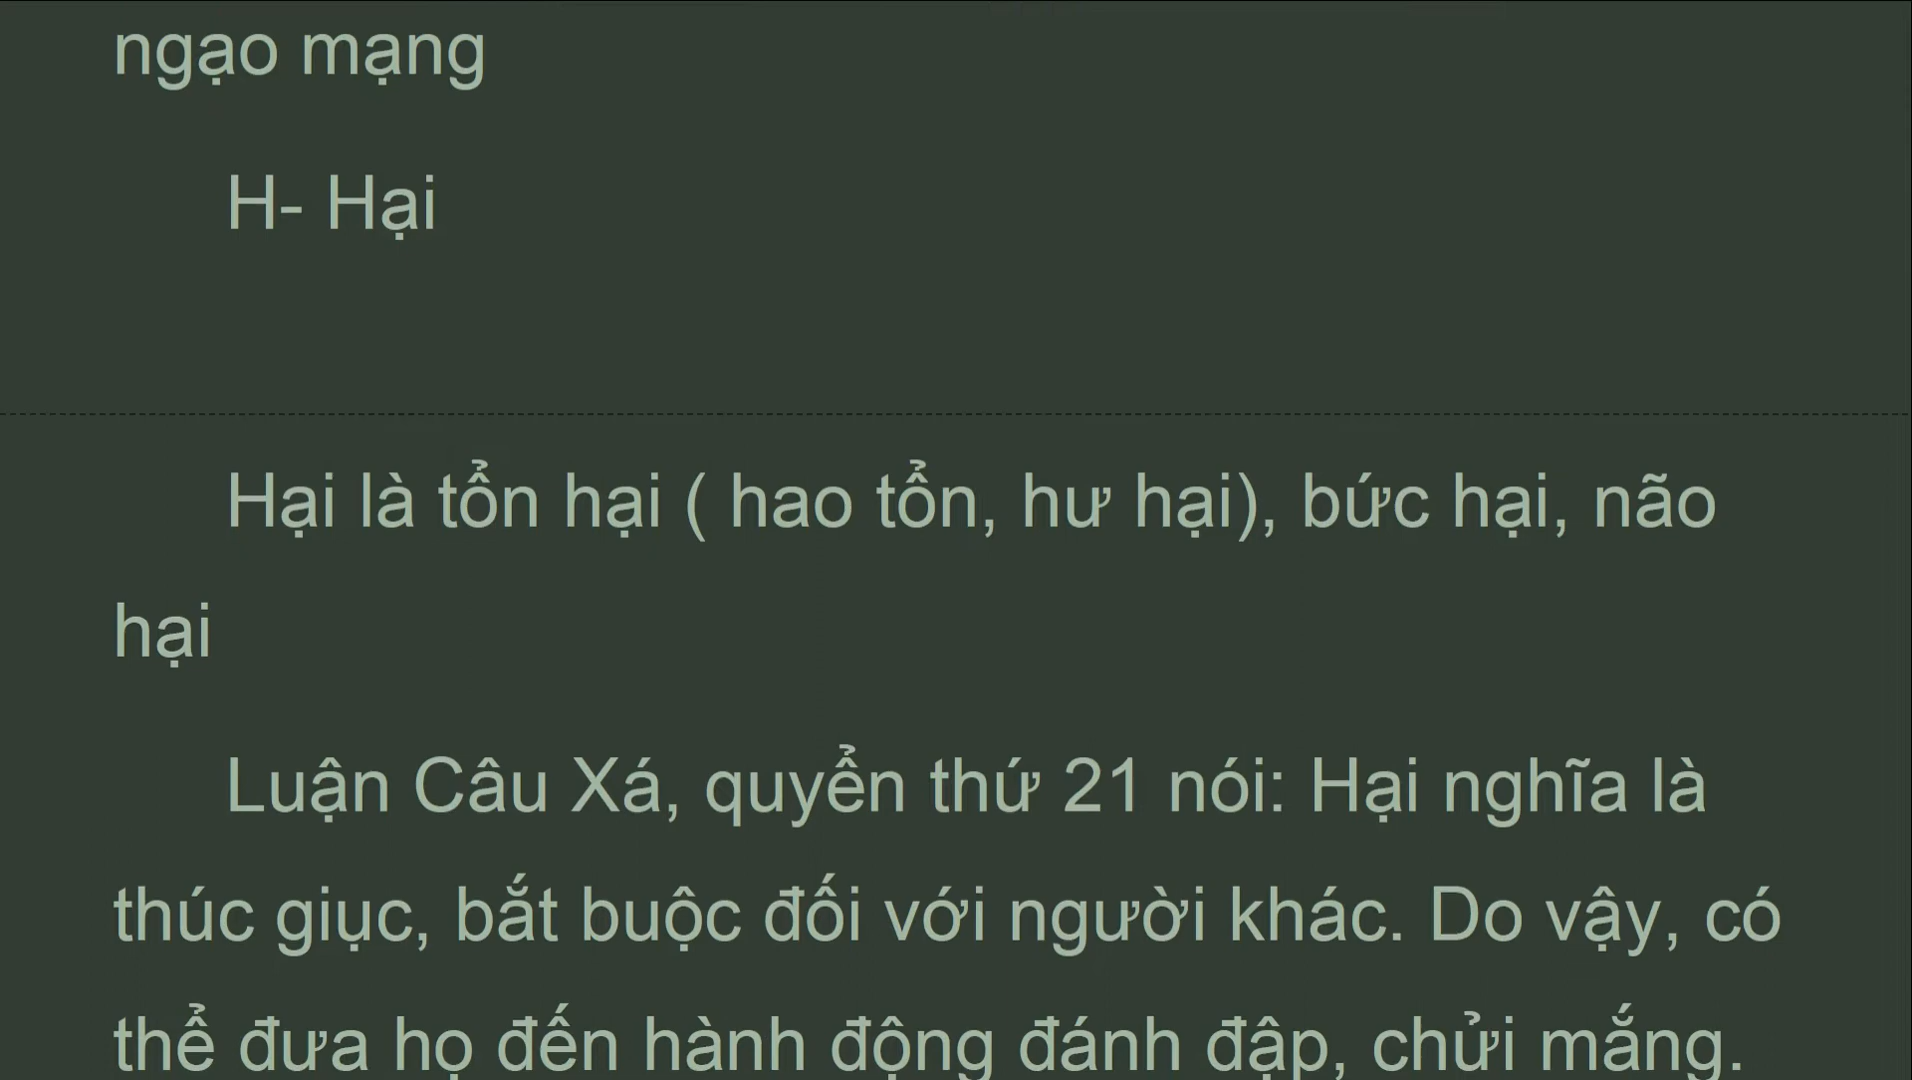 ngạo mạng
H- Hại
Hại là tổn hại ( hao tổn, hư hại), bức hại, não
hại
Luận Câu Xá, quyển thứ 21 nói: Hại nghĩa là
thúc giục, bắt buộc đối với người khác. Do vậy, có
thể đưa họ đến hành động đánh đập, chửi mắng.